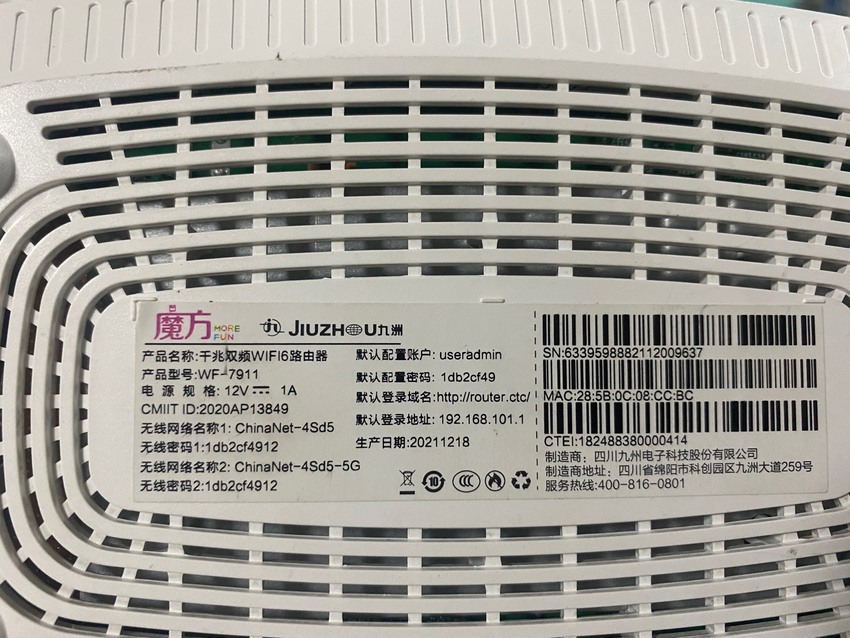 魔方 MORE FUN JIUZHOU九洲
产品名称:千兆双频WIFI6路由器
产品型号:WF-7911
电源规格:12V⎓1A
CMIIT ID:2020AP13849
无线网络名1: ChinaNet-4Sd5
无线密码1:1db2cf4912
无线网络名2: ChinaNet-4Sd5-5G
无线密码2:1db2cf4912
默认配置账户: useradmin
默认配置密码: 1db2cf49
默认登录域名:http://router.ctc/
默认登录地址: 192.168.101.1
生产日期:20211218
10
CCC
SN:6339598882112009637
MAC:28:5B:0C:08:CC:BC
CTEI:182488380000414
制造商：四川九州电子科技股份有限公司
制造商地址：四川省绵阳市科创园区九洲大道259号
服务热线:400-816-0801